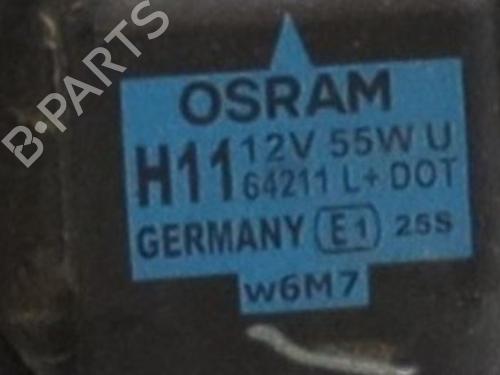 B-PARTS
OSRAM
H11 12V 55W U
64211 L+ DOT
GERMANY E1 25S
W6M7